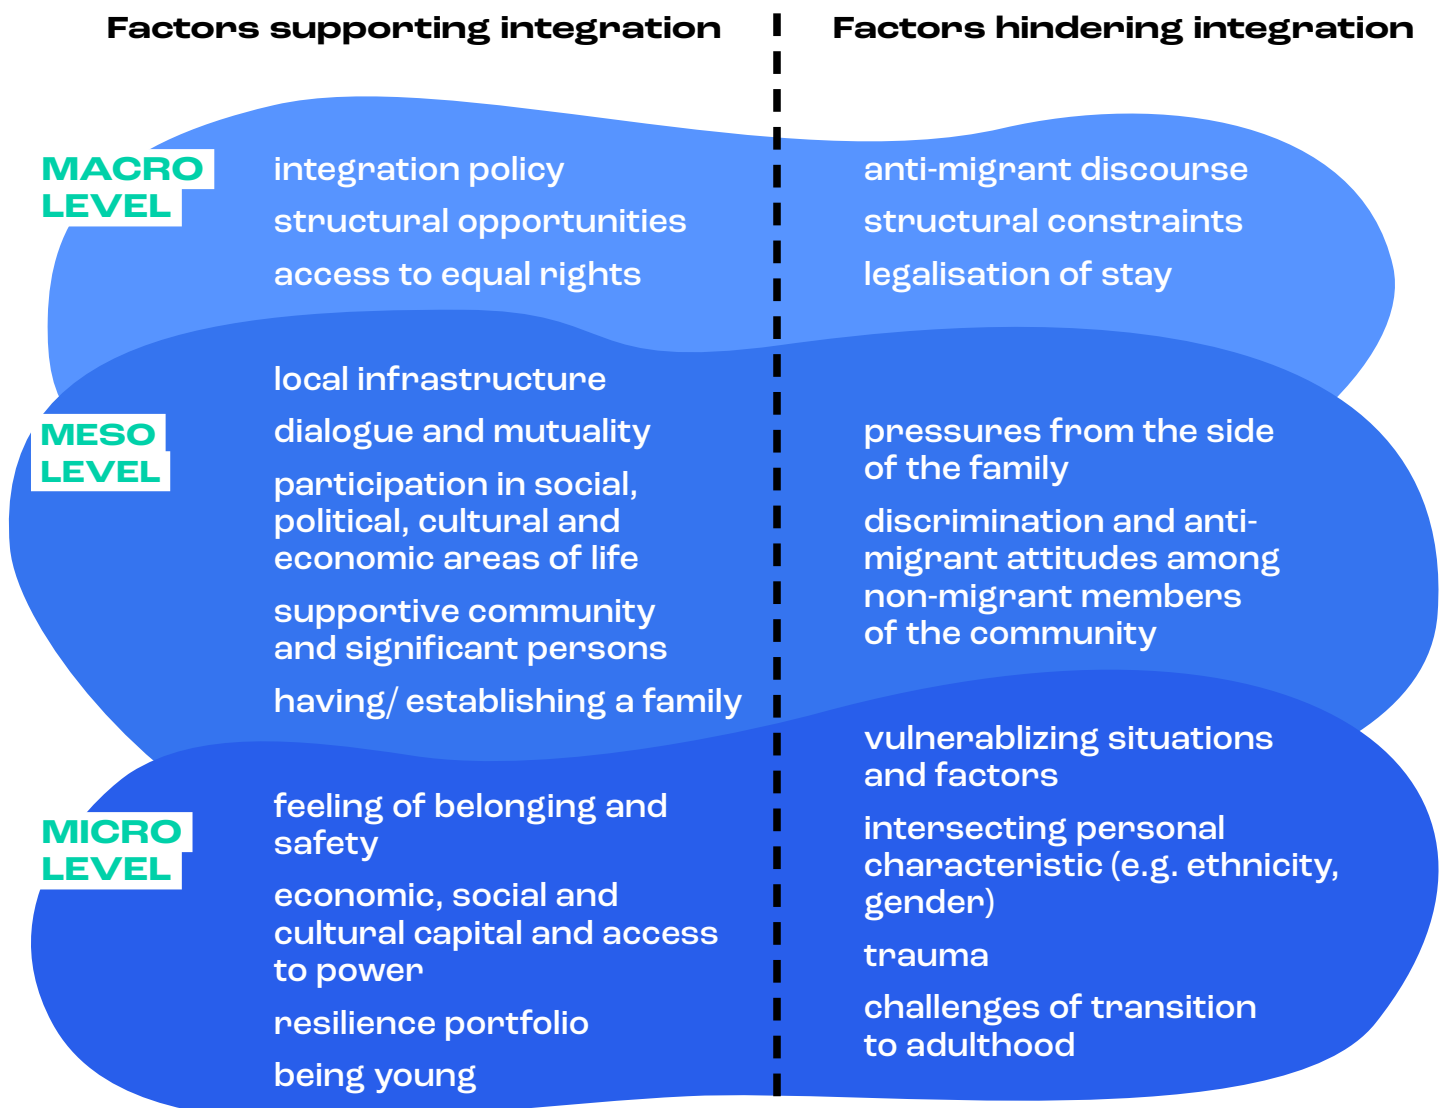 Factors supporting integration
Factors hindering integration
MACRO
LEVEL
integration policy
structural opportunities
access to equal rights
anti-migrant discourse
structural constraints
legalisation of stay
MESO
LEVEL
local infrastructure
dialogue and mutuality
participation in social,
political, cultural and
economic areas of life
supportive community
and significant persons
having/ establishing a family
pressures from the side
of the family
discrimination and anti-
migrant attitudes among
non-migrant members
of the community
MICRO
LEVEL
feeling of belonging and
safety
economic, social and
cultural capital and access
to power
resilience portfolio
being young
vulnerablizing situations
and factors
intersecting personal
characteristic (e.g. ethnicity,
gender)
trauma
challenges of transition
to adulthood